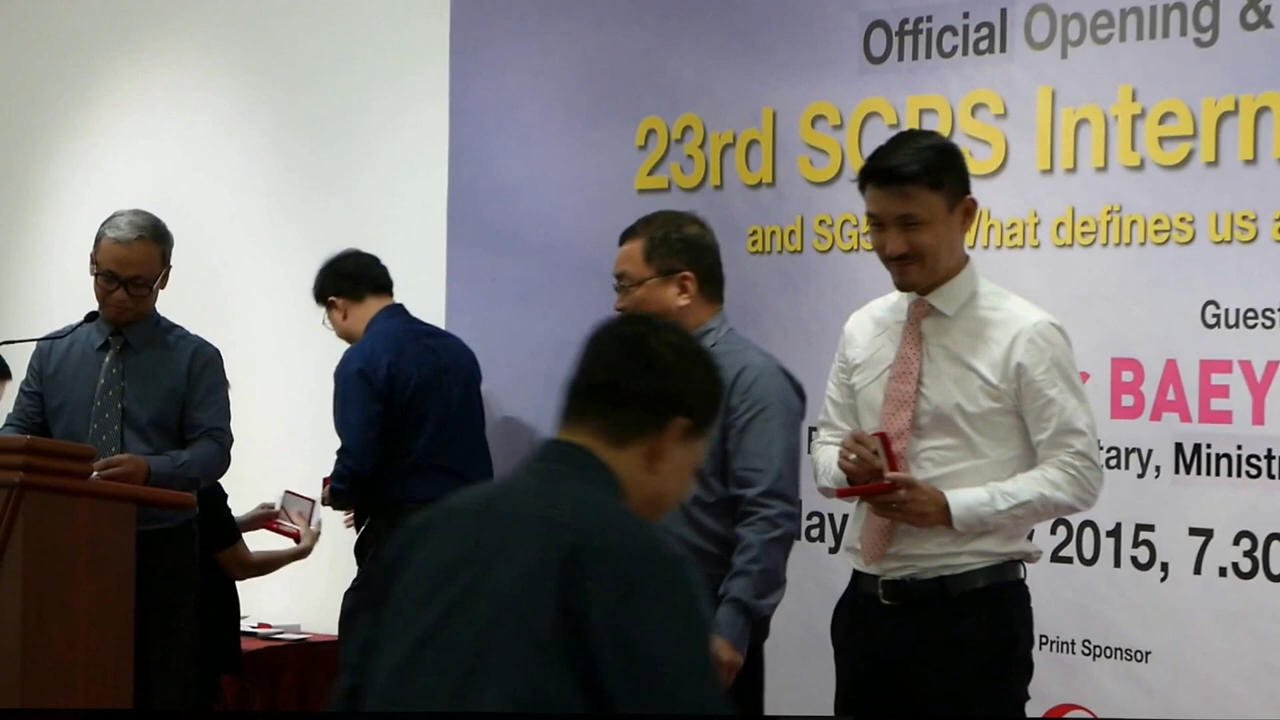 Official Opening &
23rd SCPS Intern
and SG5 What defines us a
Guest
BAEY
tary, Ministr
ay 2015, 7.30
Print Sponsor